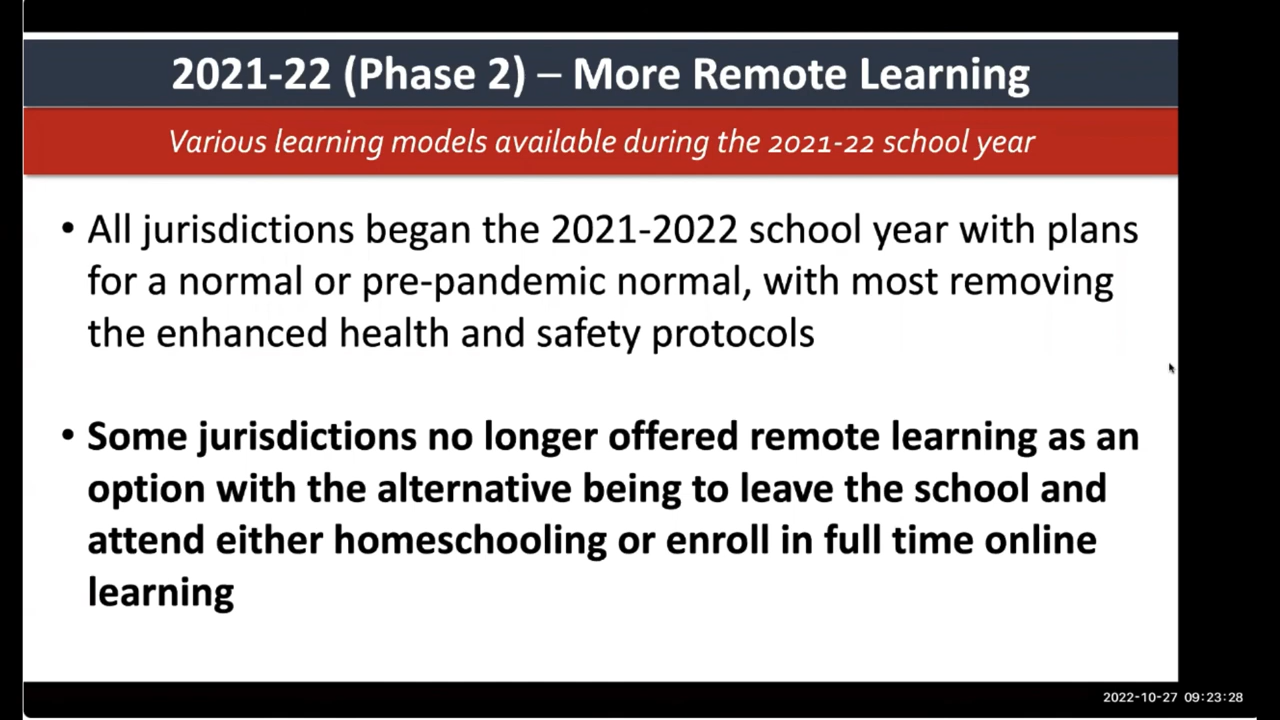 2021-22 (Phase 2) – More Remote Learning
Various learning models available during the 2021-22 school year
• All jurisdictions began the 2021-2022 school year with plans
for a normal or pre-pandemic normal, with most removing
the enhanced health and safety protocols
• Some jurisdictions no longer offered remote learning as an
option with the alternative being to leave the school and
attend either homeschooling or enroll in full time online
learning
2022-10-27 09:23:28